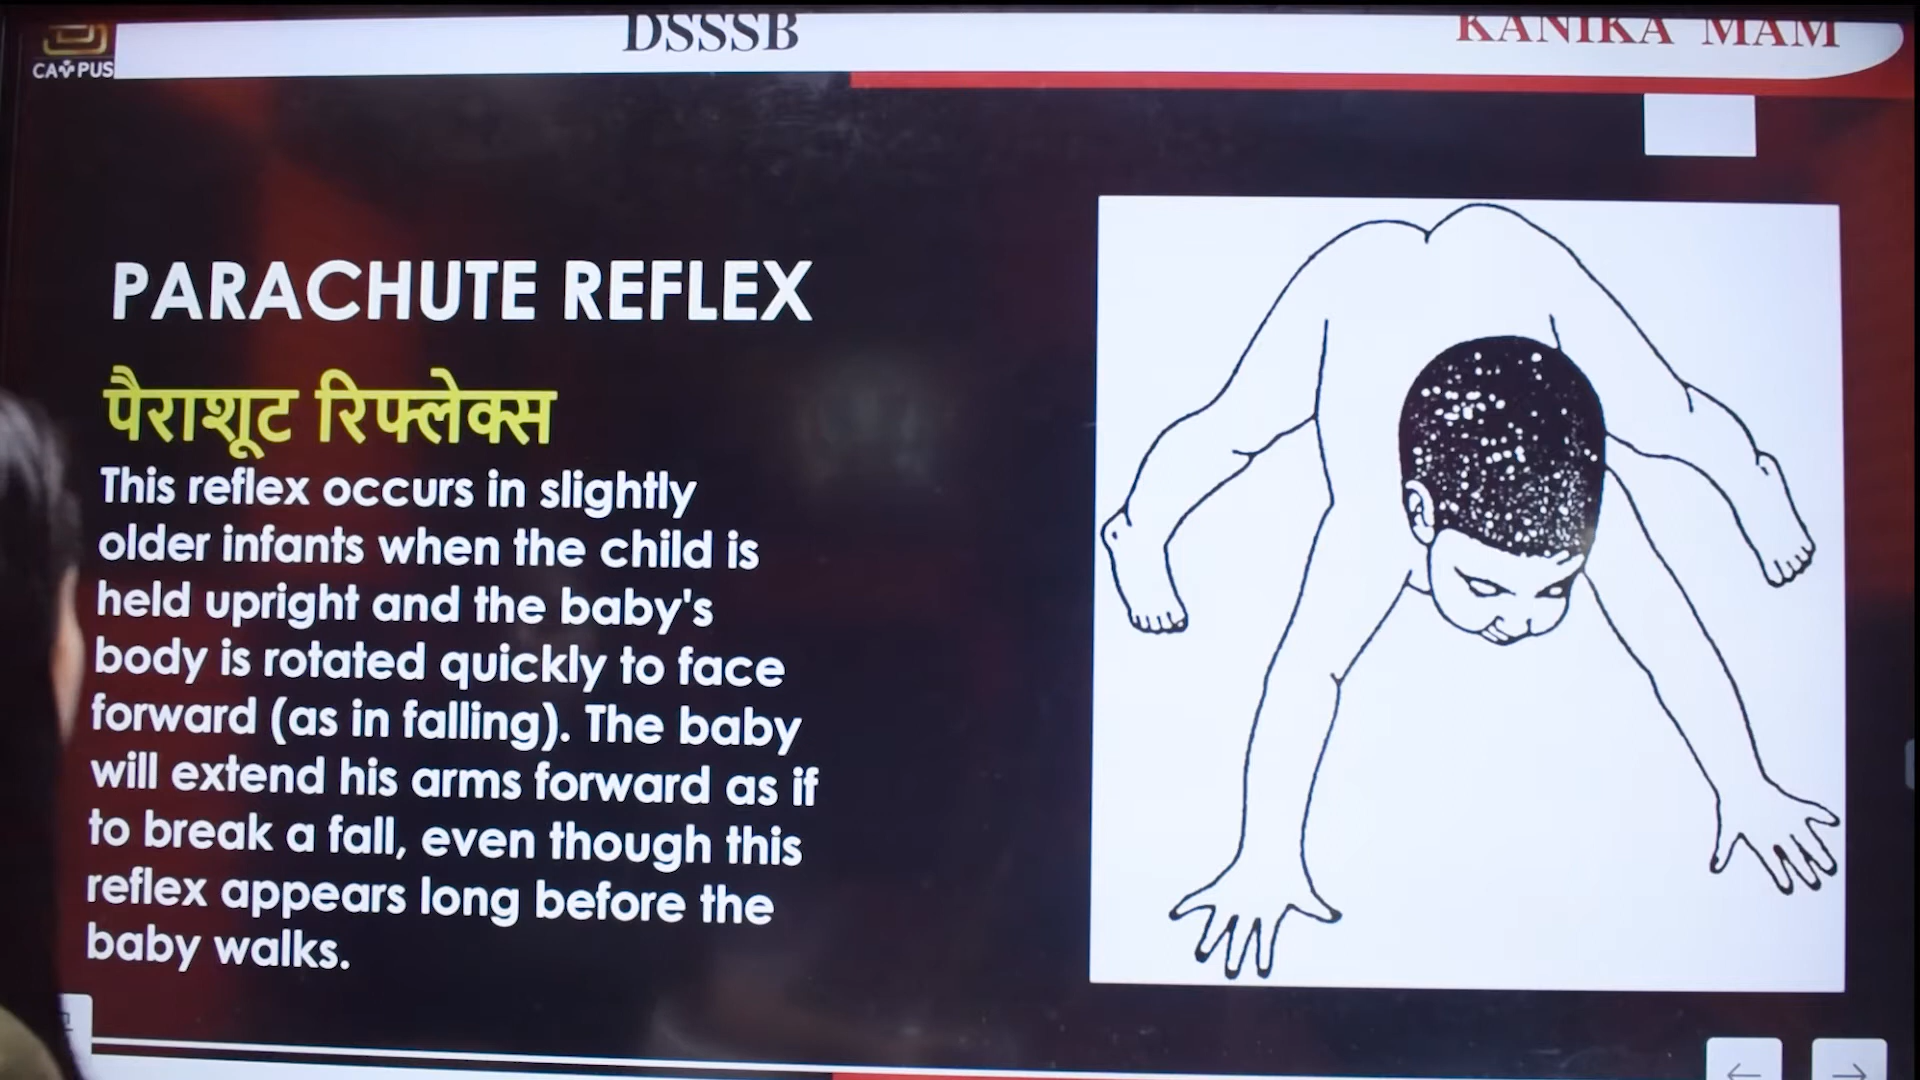 DSSSB
KANIKA MAM
CAMPUS
PARACHUTE REFLEX
पैराशूट रिफ्लेक्स
This reflex occurs in slightly
older infants when the child is
held upright and the baby's
body is rotated quickly to face
forward (as in falling). The baby
will extend his arms forward as if
to break a fall, even though this
reflex appears long before the
baby walks.